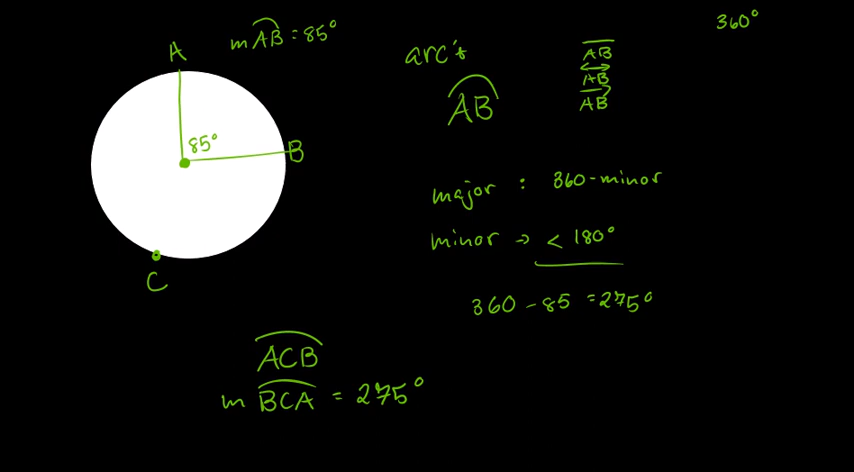 360°
mAB = 85°
A
arc's
AB
AB
AB
AB
85°
B
major : 360-minor
minor → < 180°
C
360 - 85 = 275°
ACB
m BCA = 275°